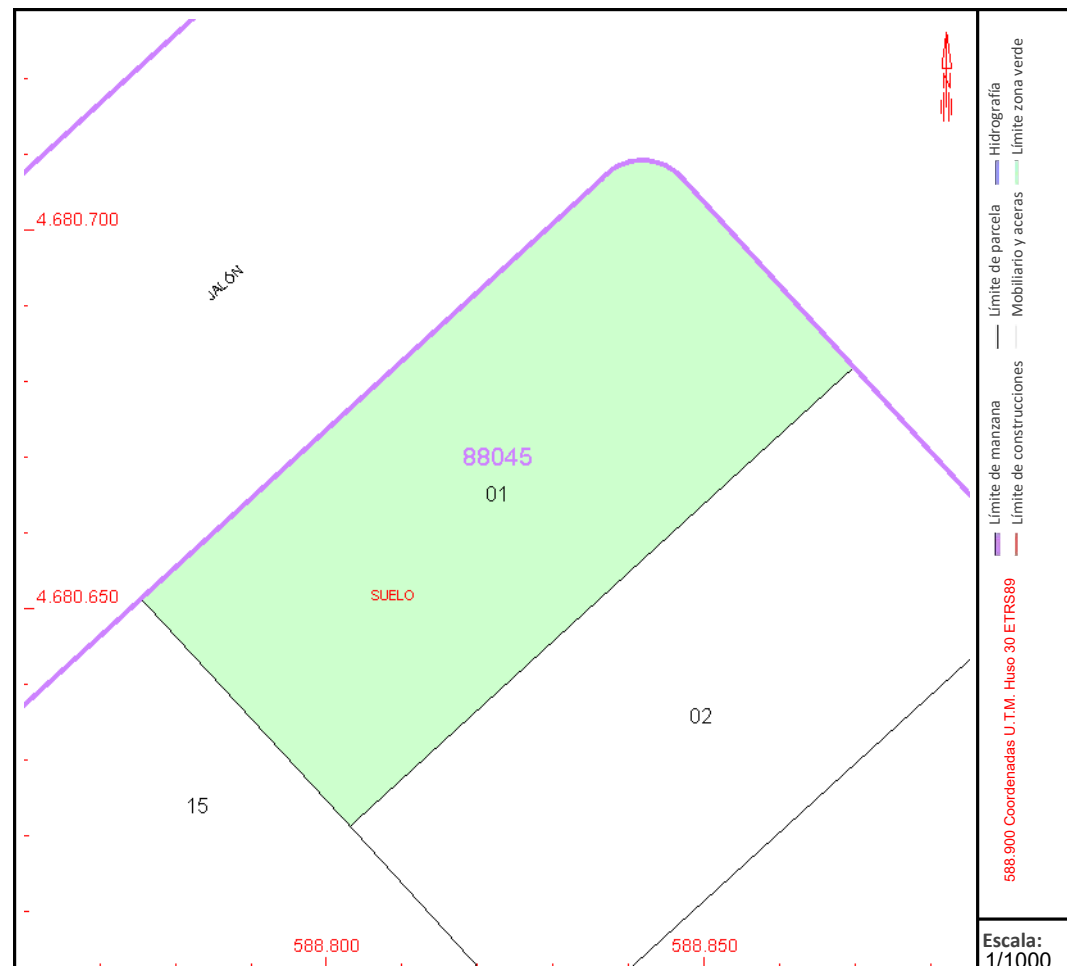 N
4.680.700
JALÓN
88045
01
4.680.650
SUELO
02
15
588.800
588.850
Límite de manzana
Límite de parcela
Hidrografía
Límite de construcciones
Mobiliario y aceras
Límite zona verde
588.900 Coordenadas U.T.M. Huso 30 ETRS89
Escala:
1/1000